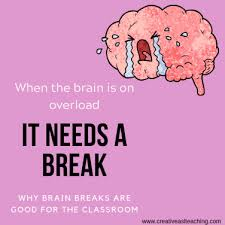 When the brain is on
overload
IT NEEDS A
BREAK
WHY BRAIN BREAKS ARE
GOOD FOR THE CLASSROOM
www.creativeaslteaching.com